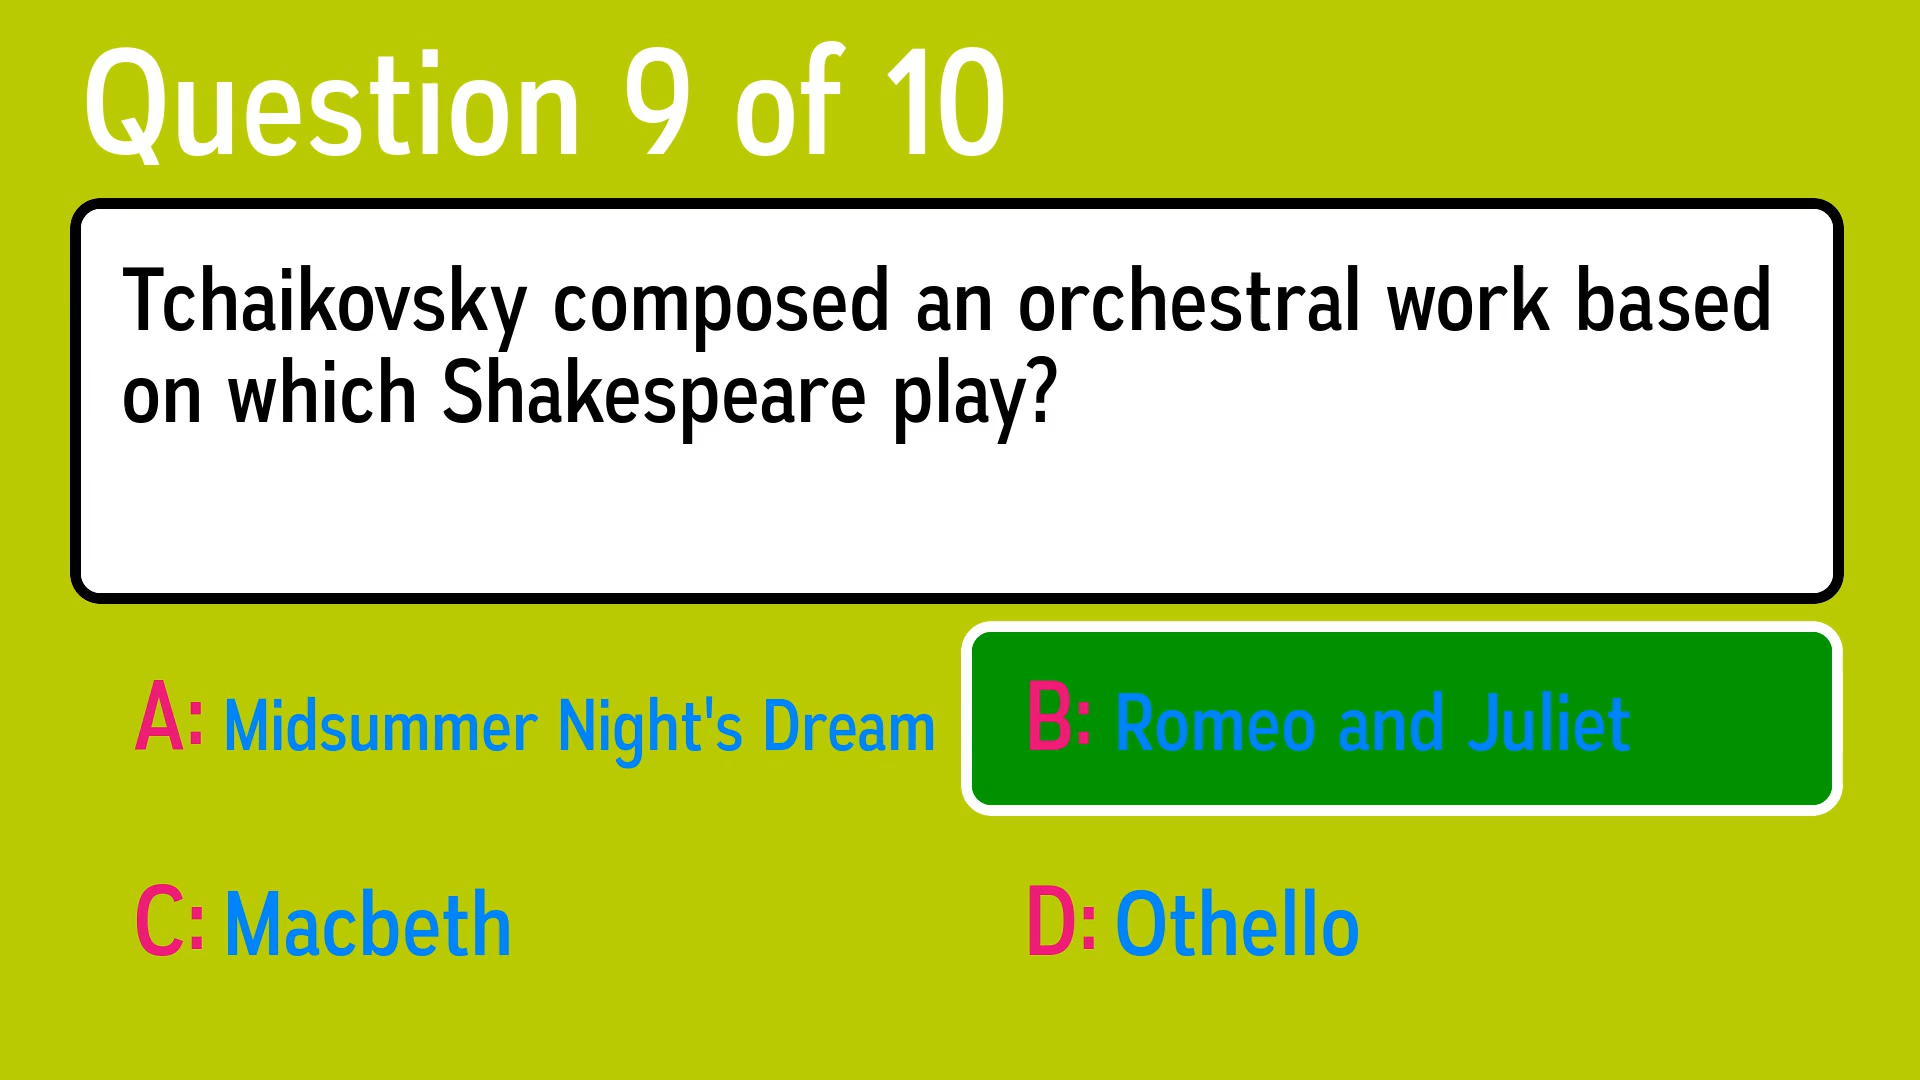 Question 9 of 10
Tchaikovsky composed an orchestral work based
on which Shakespeare play?
A: Midsummer Night's Dream
B: Romeo and Juliet
C: Macbeth
D: Othello